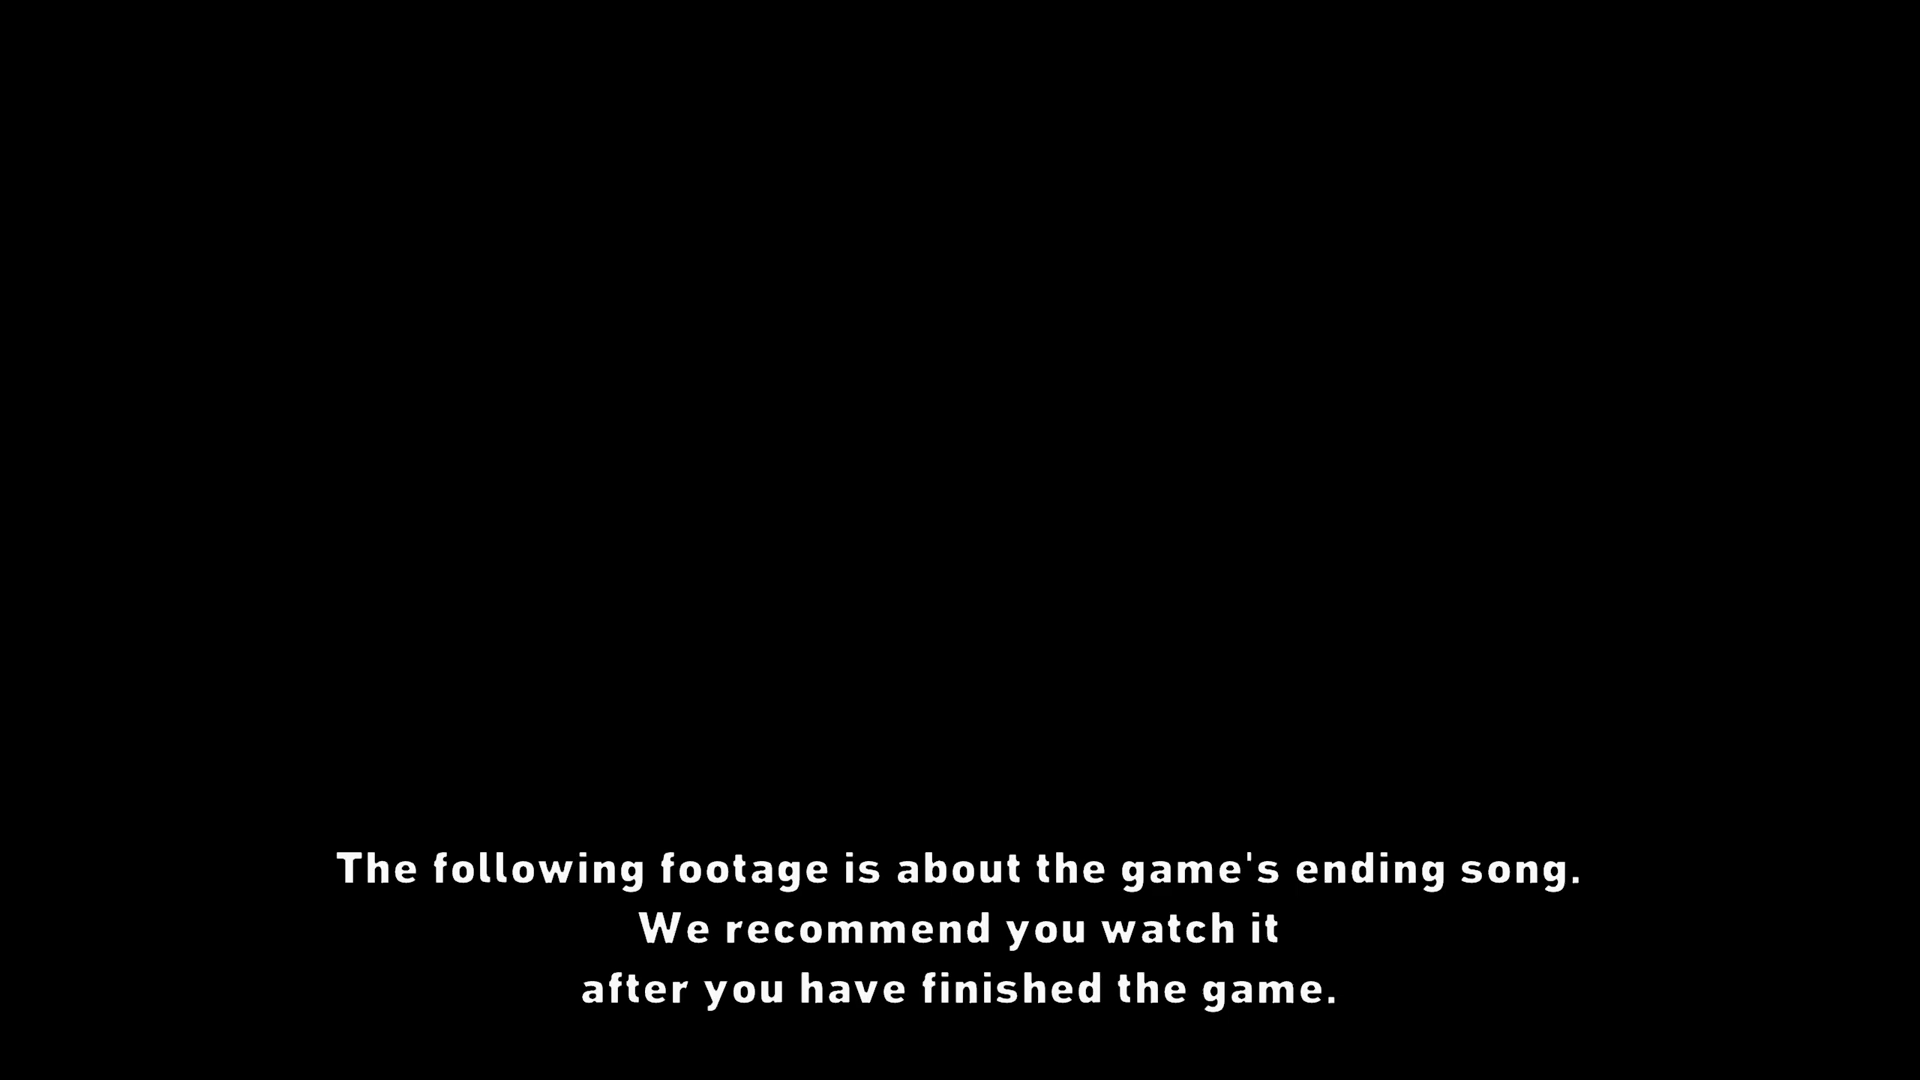 The following footage is about the game's ending song.
We recommend you watch it
after you have finished the game.